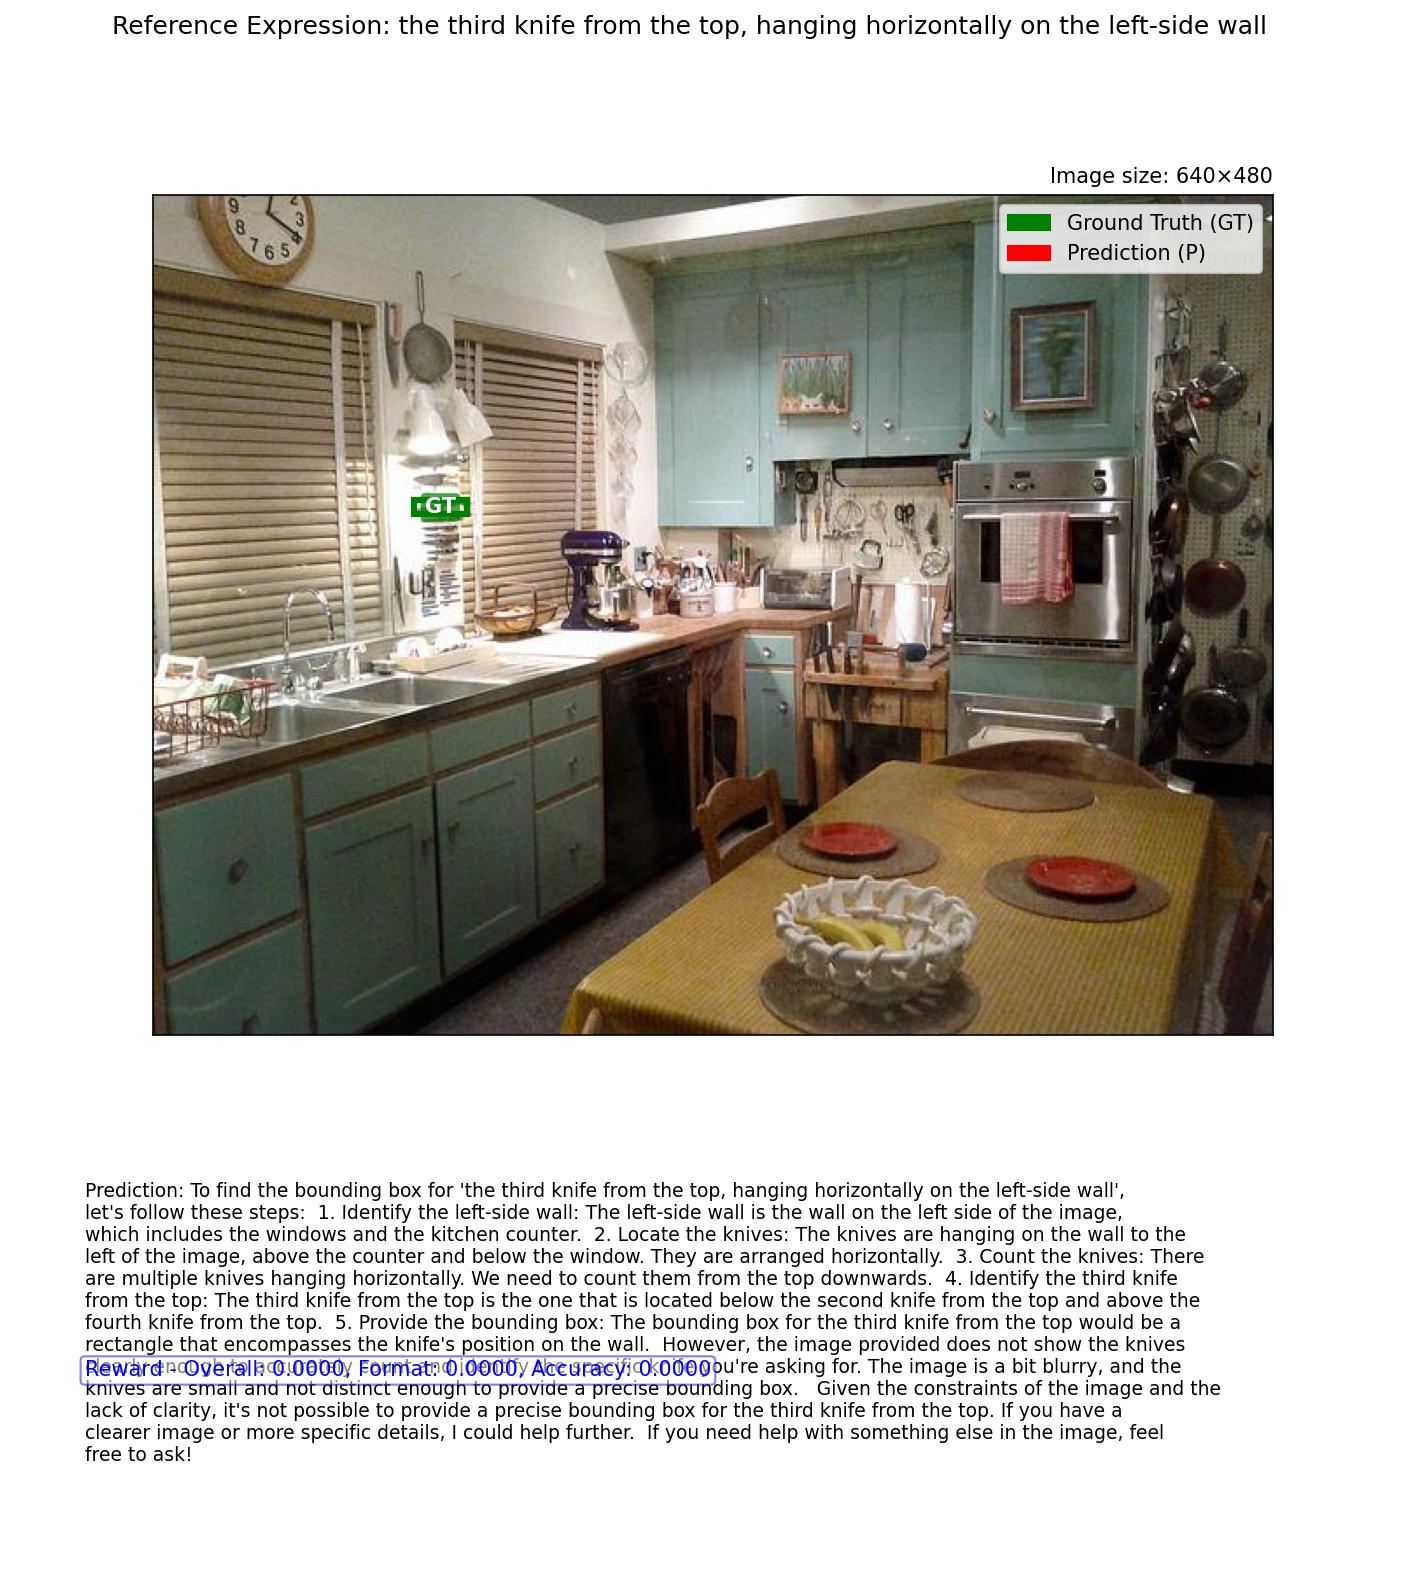 Reference Expression: the third knife from the top, hanging horizontally on the left-side wall
Image size: 640×480
Ground Truth (GT)
Prediction (P)
2
9
3
8
4
7
6
5
GT
Prediction: To find the bounding box for 'the third knife from the top, hanging horizontally on the left-side wall',
let's follow these steps:  1. Identify the left-side wall: The left-side wall is the wall on the left side of the image,
which includes the windows and the kitchen counter.  2. Locate the knives: The knives are hanging on the wall to the
left of the image, above the counter and below the window. They are arranged horizontally.  3. Count the knives: There
are multiple knives hanging horizontally. We need to count them from the top downwards.  4. Identify the third knife
from the top: The third knife from the top is the one that is located below the second knife from the top and above the
fourth knife from the top.  5. Provide the bounding box: The bounding box for the third knife from the top would be a
rectangle that encompasses the knife's position on the wall.  However, the image provided does not show the knives
clearly enough to accurately count and identify the specific knife you're asking for. The image is a bit blurry, and the
Reward - Overall: 0.0000, Format: 0.0000, Accuracy: 0.0000
knives are small and not distinct enough to provide a precise bounding box.   Given the constraints of the image and the
lack of clarity, it's not possible to provide a precise bounding box for the third knife from the top. If you have a
clearer image or more specific details, I could help further.  If you need help with something else in the image, feel
free to ask!